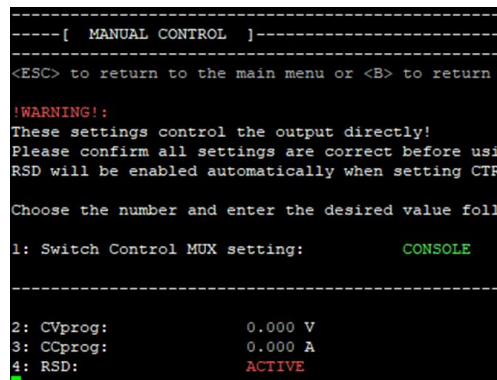 -----[  MANUAL CONTROL  ]-----
<ESC> to return to the main menu or <B> to return
!WARNING!:
These settings control the output directly!
Please confirm all settings are correct before usi
RSD will be enabled automatically when setting CTR
Choose the number and enter the desired value foll
1: Switch Control MUX setting: CONSOLE
2: CVprog: 0.000 V
3: CCprog: 0.000 A
4: RSD: ACTIVE